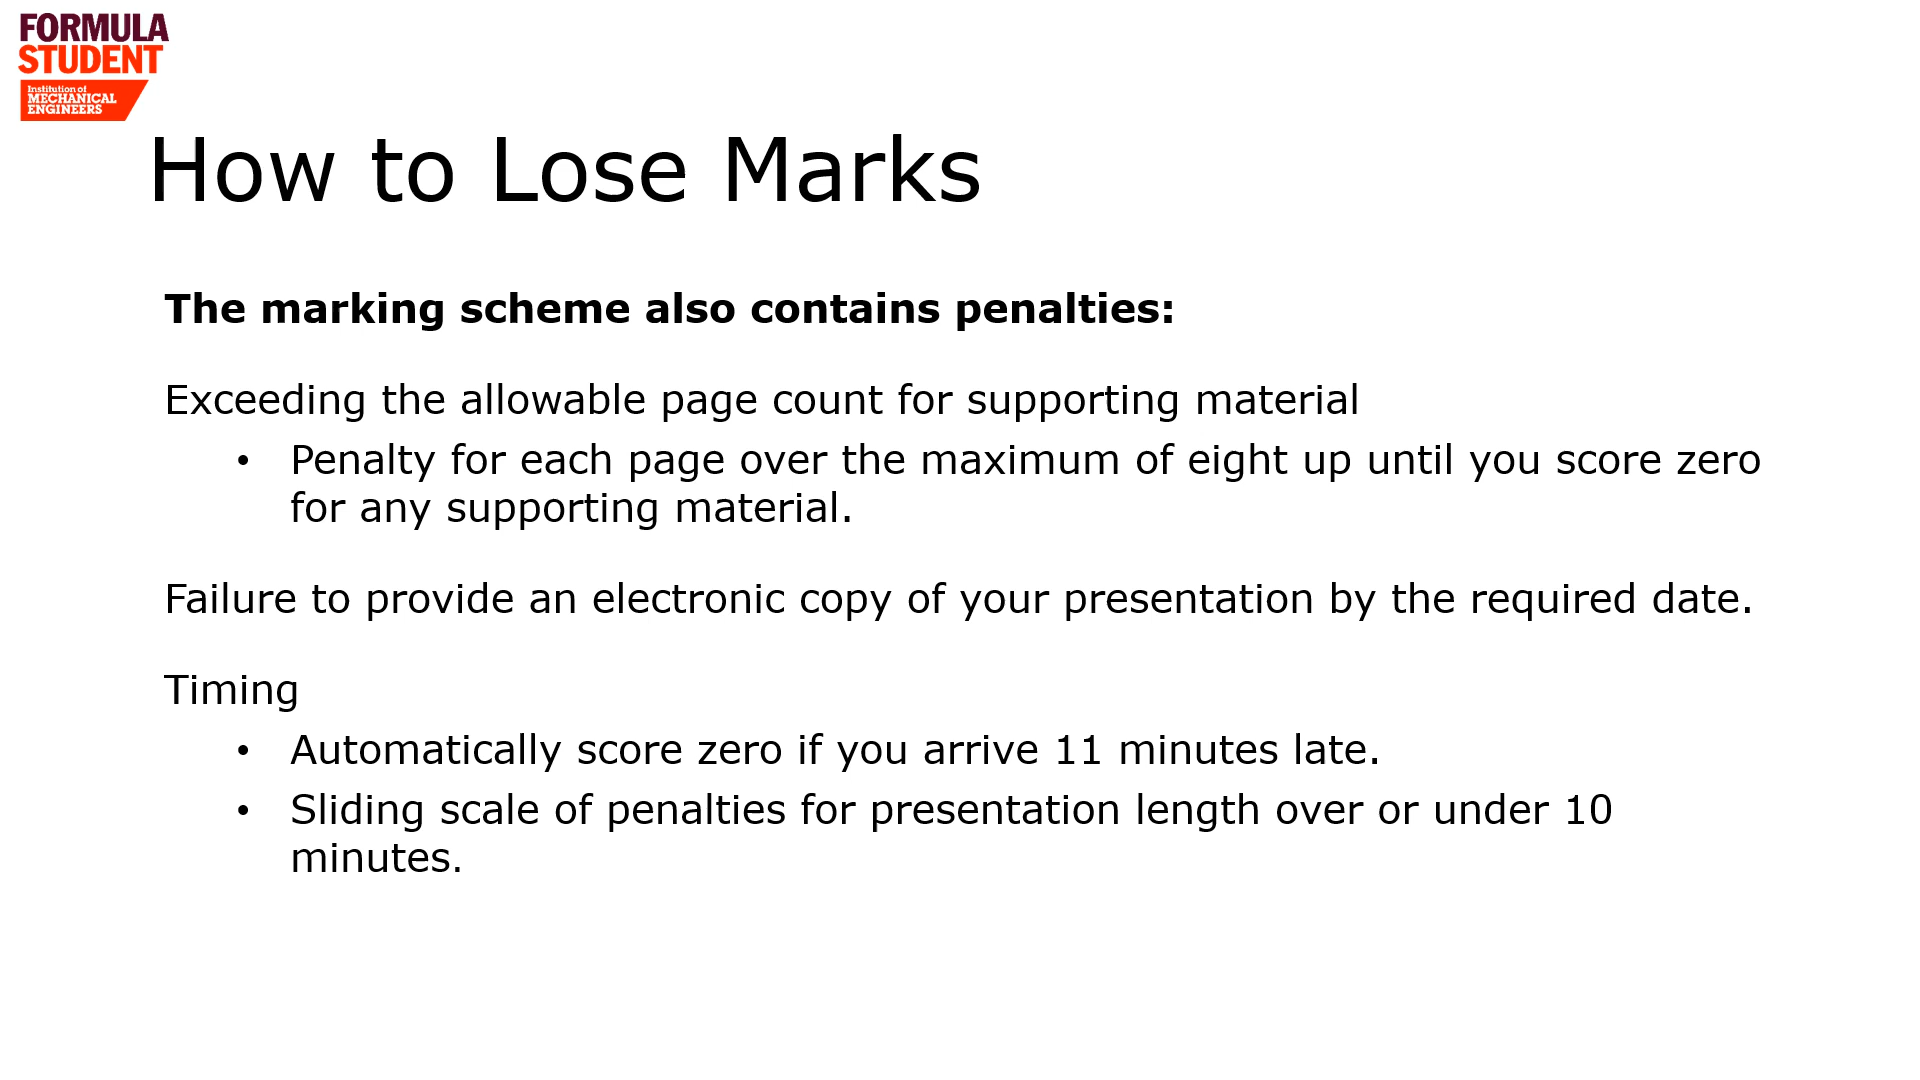 FORMULA
STUDENT
Institution of
MECHANICAL
ENGINEERS
How to Lose Marks
The marking scheme also contains penalties:
Exceeding the allowable page count for supporting material
• Penalty for each page over the maximum of eight up until you score zero
for any supporting material.
Failure to provide an electronic copy of your presentation by the required date.
Timing
• Automatically score zero if you arrive 11 minutes late.
• Sliding scale of penalties for presentation length over or under 10
minutes.